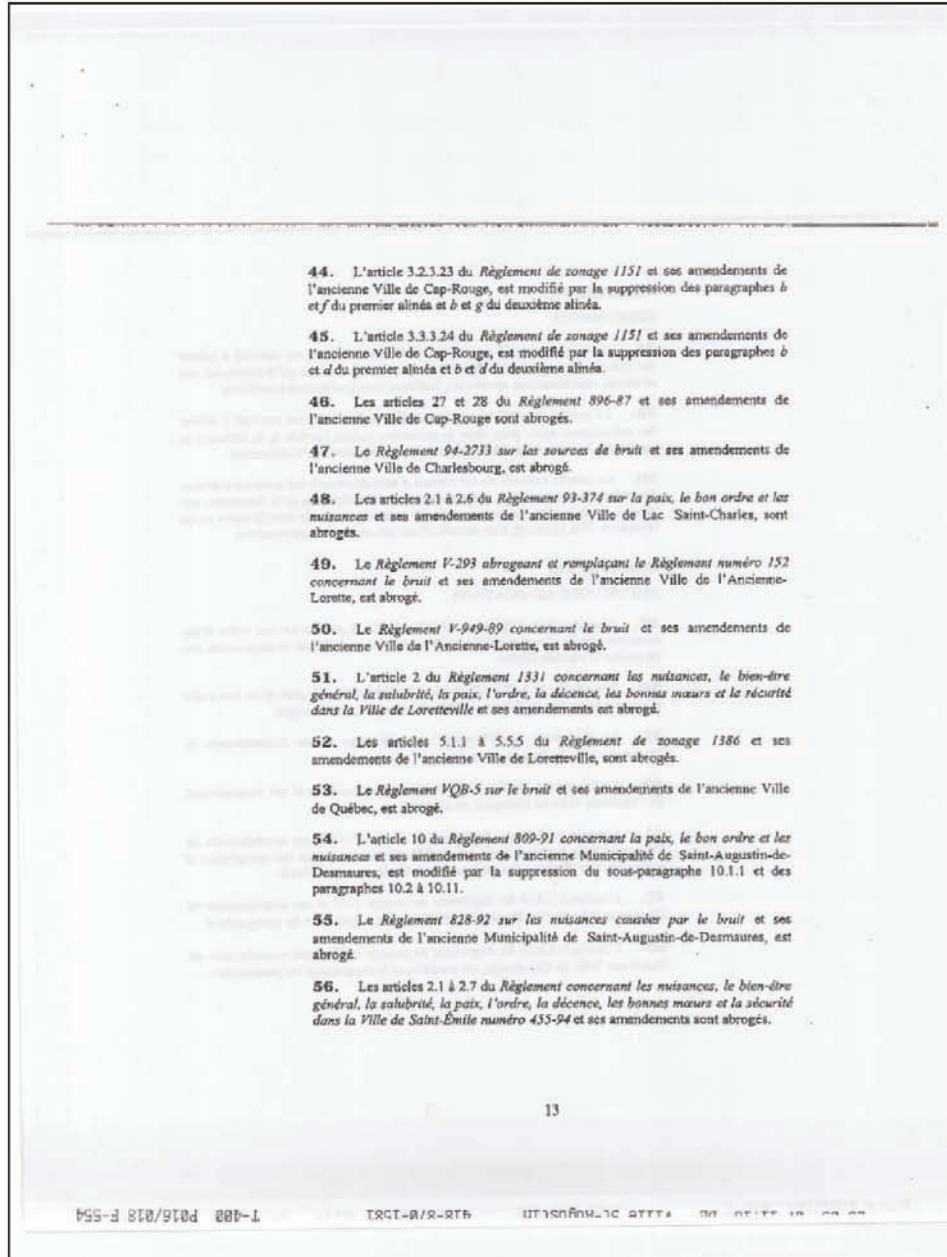 44. L'article 3.2.3.23 du Règlement de zonage 1151 et ses amendements de
l'ancienne Ville de Cap-Rouge, est modifié par la suppression des paragraphes b
et f du premier alinéa et b et g du deuxième alinéa.
45. L'article 3.3.3.24 du Règlement de zonage 1151 et ses amendements de
l'ancienne Ville de Cap-Rouge, est modifié par la suppression des paragraphes b
et d du premier alinéa et b et d du deuxième alinéa.
46. Les articles 27 et 28 du Règlement 896-87 et ses amendements de
l'ancienne Ville de Cap-Rouge sont abrogés.
47. Le Règlement 94-2733 sur les sources de bruit et ses amendements de
l'ancienne Ville de Charlesbourg, est abrogé.
48. Les articles 2.1 à 2.6 du Règlement 93-374 sur la paix, le bon ordre et les
nuisances et ses amendements de l'ancienne Ville de Lac Saint-Charles, sont
abrogés.
49. Le Règlement V-293 abrogeant et remplaçant le Règlement numéro 152
concernant le bruit et ses amendements de l'ancienne Ville de l'Ancienne-
Lorette, est abrogé.
50. Le Règlement V-949-89 concernant le bruit et ses amendements de
l'ancienne Ville de l'Ancienne-Lorette, est abrogé.
51. L'article 2 du Règlement 1331 concernant les nuisances, le bien-être
général, la salubrité, la paix, l'ordre, la décence, les bonnes mœurs et la sécurité
dans la Ville de Loretteville et ses amendements est abrogé.
52. Les articles 5.1.1 à 5.5.5 du Règlement de zonage 1386 et ses
amendements de l'ancienne Ville de Loretteville, sont abrogés.
53. Le Règlement VQB-5 sur le bruit et ses amendements de l'ancienne Ville
de Québec, est abrogé.
54. L'article 10 du Règlement 809-91 concernant la paix, le bon ordre et les
nuisances et ses amendements de l'ancienne Municipalité de Saint-Augustin-de-
Desmaures, est modifié par la suppression du sous-paragraphe 10.1.1 et des
paragraphes 10.2 à 10.11.
55. Le Règlement 828-92 sur les nuisances causées par le bruit et ses
amendements de l'ancienne Municipalité de Saint-Augustin-de-Desmaures, est
abrogé.
56. Les articles 2.1 à 2.7 du Règlement concernant les nuisances, le bien-être
général, la salubrité, la paix, l'ordre, la décence, les bonnes mœurs et la sécurité
dans la Ville de Saint-Émile numéro 455-94 et ses amendements sont abrogés.
13
T-400 P016/018 F-554